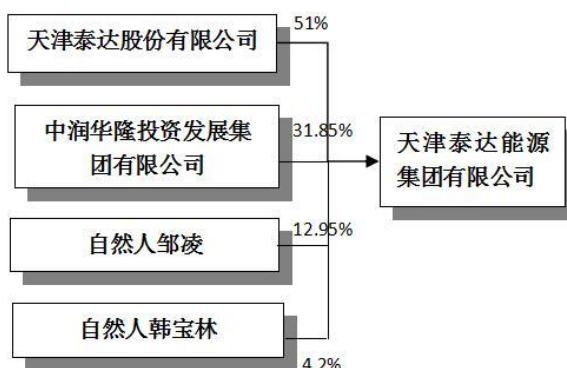 天津泰达股份有限公司
51%
中润华隆投资发展集
团有限公司
31.85%
天津泰达能源
集团有限公司
自然人邹凌
12.95%
自然人韩宝林
4.2%